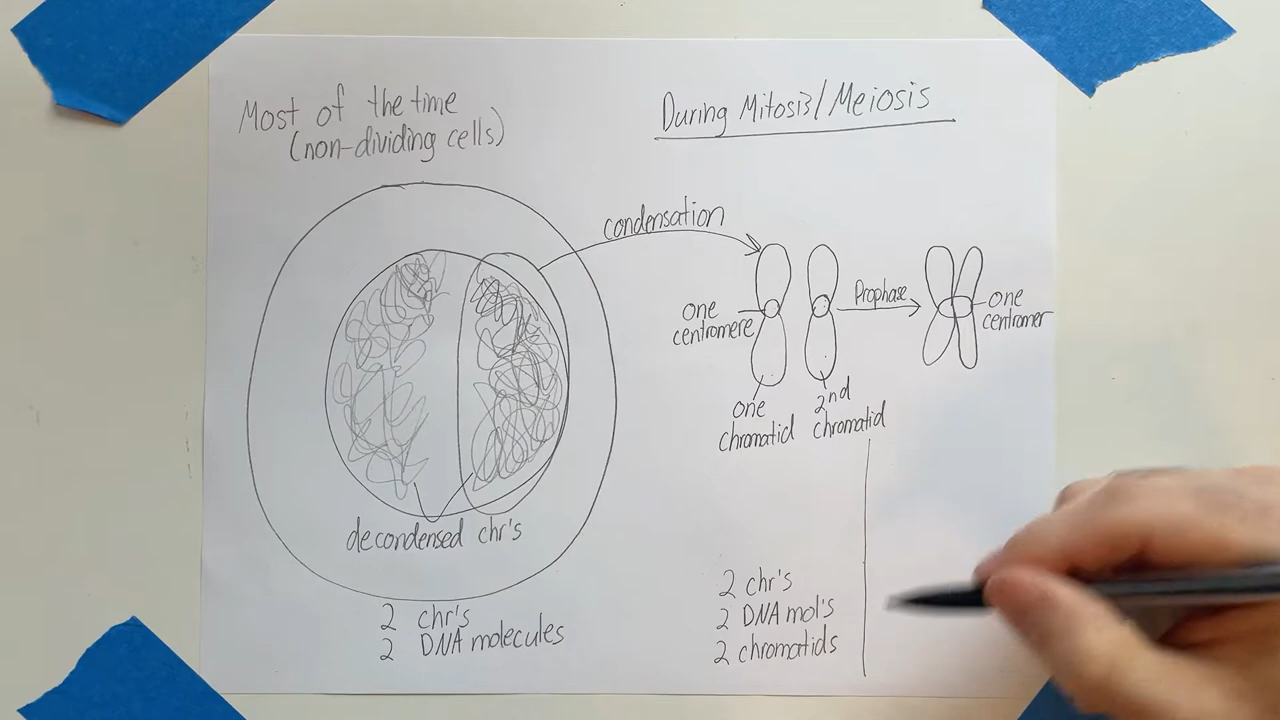 Most of the time
(non-dividing cells)
During Mitosis/Meiosis
condensation
one
centromere
Prophase
one
centromer
one
chromatid
2nd
chromatid
decondensed chr's
2 chr's
2 DNA molecules
2 chr's
2 DNA mol's
2 chromatids